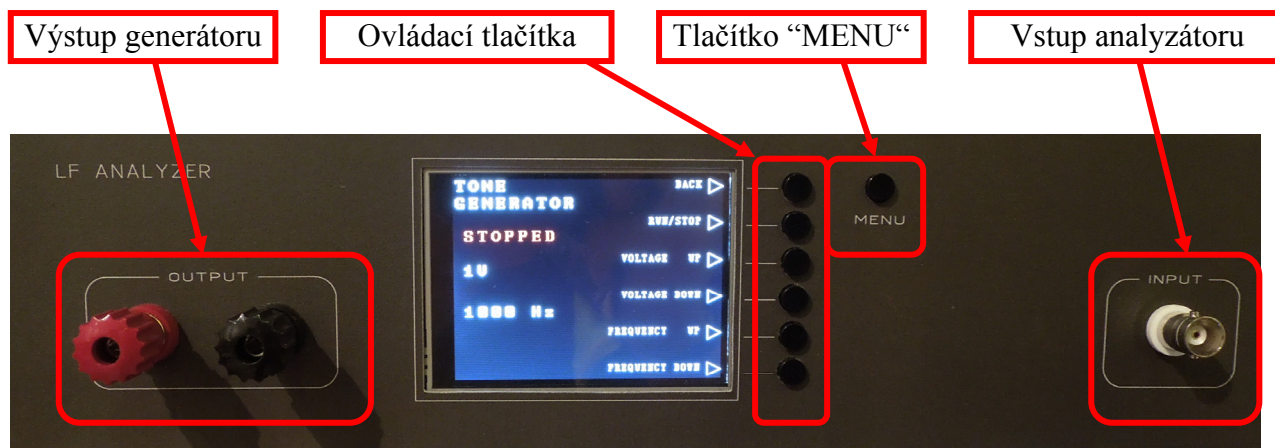 Výstup generátoru
Ovládací tlačítka
Tlačítko “MENU“
Vstup analyzátoru
LF ANALYZER
TONE
GENERATOR
BACK
RUN/STOP
STOPPED
VOLTAGE UP
1V
VOLTAGE DOWN
1000 Hz
FREQUENCY UP
FREQUENCY DOWN
MENU
OUTPUT
INPUT